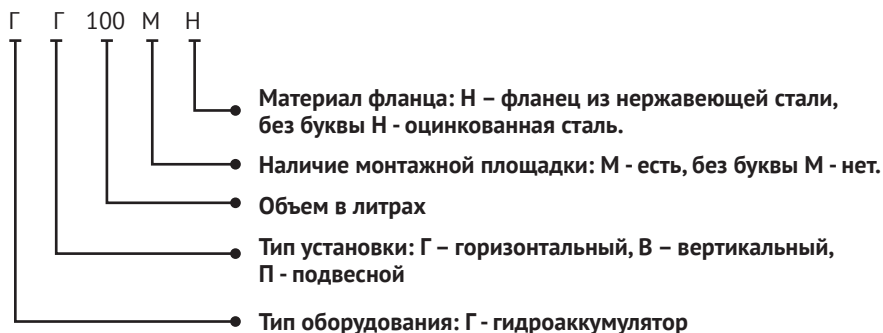 Г Г 100 М Н
Материал фланца: Н – фланец из нержавеющей стали,
без буквы Н - оцинкованная сталь.
Наличие монтажной площадки: М - есть, без буквы М - нет.
Объем в литрах
Тип установки: Г – горизонтальный, В – вертикальный,
П - подвесной
Тип оборудования: Г - гидроаккумулятор